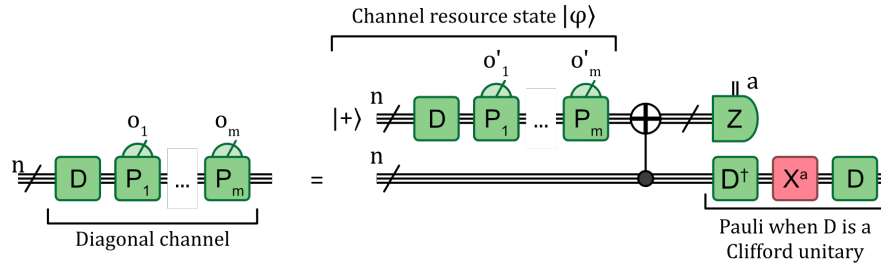 Channel resource state |φ⟩
o'₁ o'ₘ
n a
|+⟩ D P₁ ... Pₘ Z
o₁ oₘ
n n
D P₁ ... Pₘ = D† Xᵃ D
Diagonal channel
Pauli when D is a
Clifford unitary